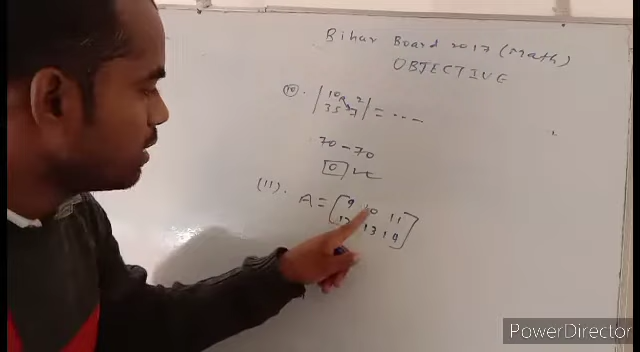 Bihar Board 2017 (Math)
OBJECTIVE
(10). | 10 2 | = ...
| 35 7 |
70 - 70
0
(11). A = [ 9 10 11
12 13 14 ]
PowerDirector